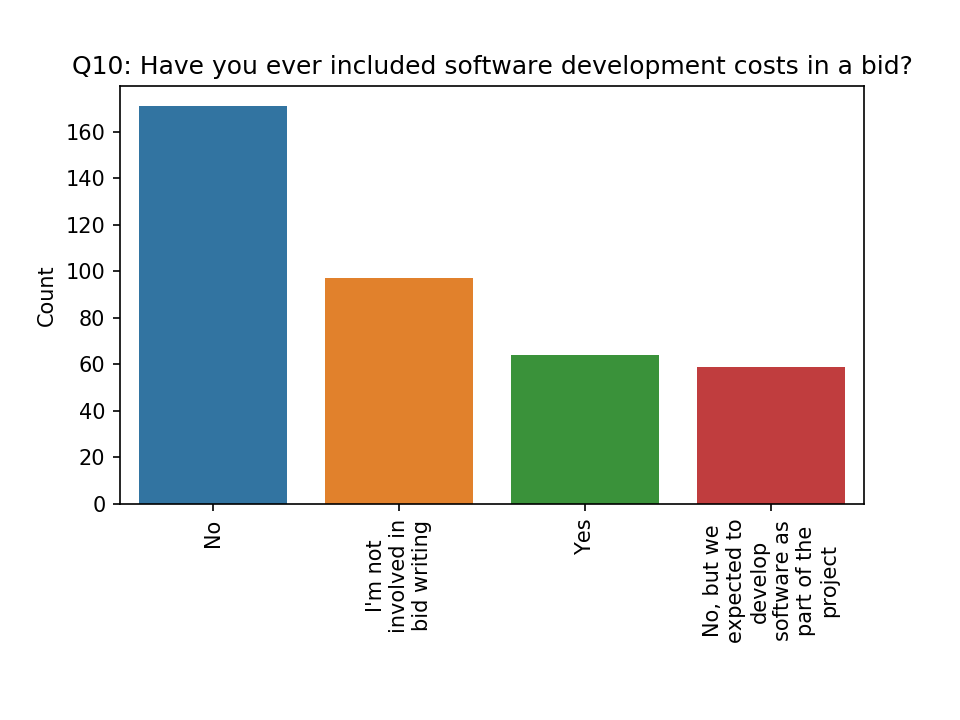 Q10: Have you ever included software development costs in a bid?
Count
160
140
120
100
80
60
40
20
0
No
I'm not
involved in
bid writing
Yes
No, but we
expected to
develop
software as
part of the
project